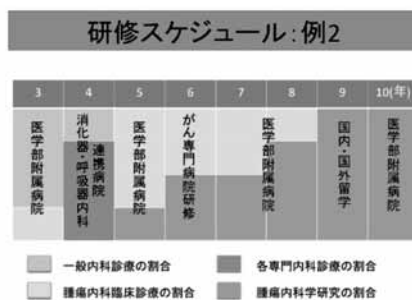 研修スケジュール：例2
3 4 5 6 7 8 9 10(年)
医学部附属病院
消化器・呼吸器内科
連携病院
医学部附属病院
がん専門病院研修
医学部附属病院
国内・国外留学
医学部附属病院
一般内科診療の割合
各専門内科診療の割合
腫瘍内科臨床診療の割合
腫瘍内科学研究の割合